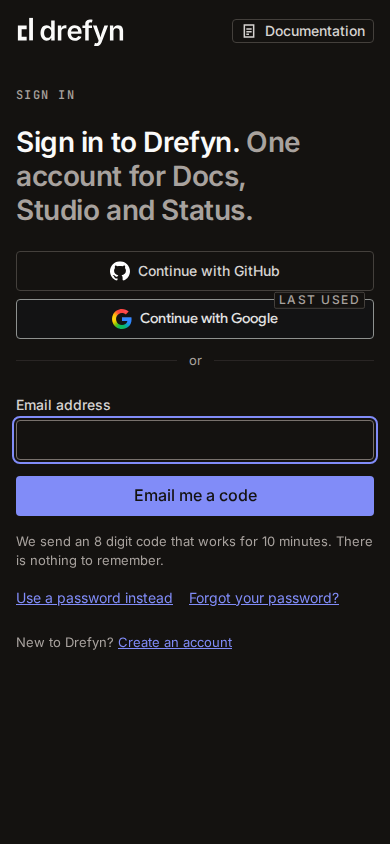 drefyn
Documentation
SIGN IN
Sign in to Drefyn. One
account for Docs,
Studio and Status.
Continue with GitHub
LAST USED
Continue with Google
or
Email address
Email me a code
We send an 8 digit code that works for 10 minutes. There
is nothing to remember.
Use a password instead Forgot your password?
New to Drefyn? Create an account